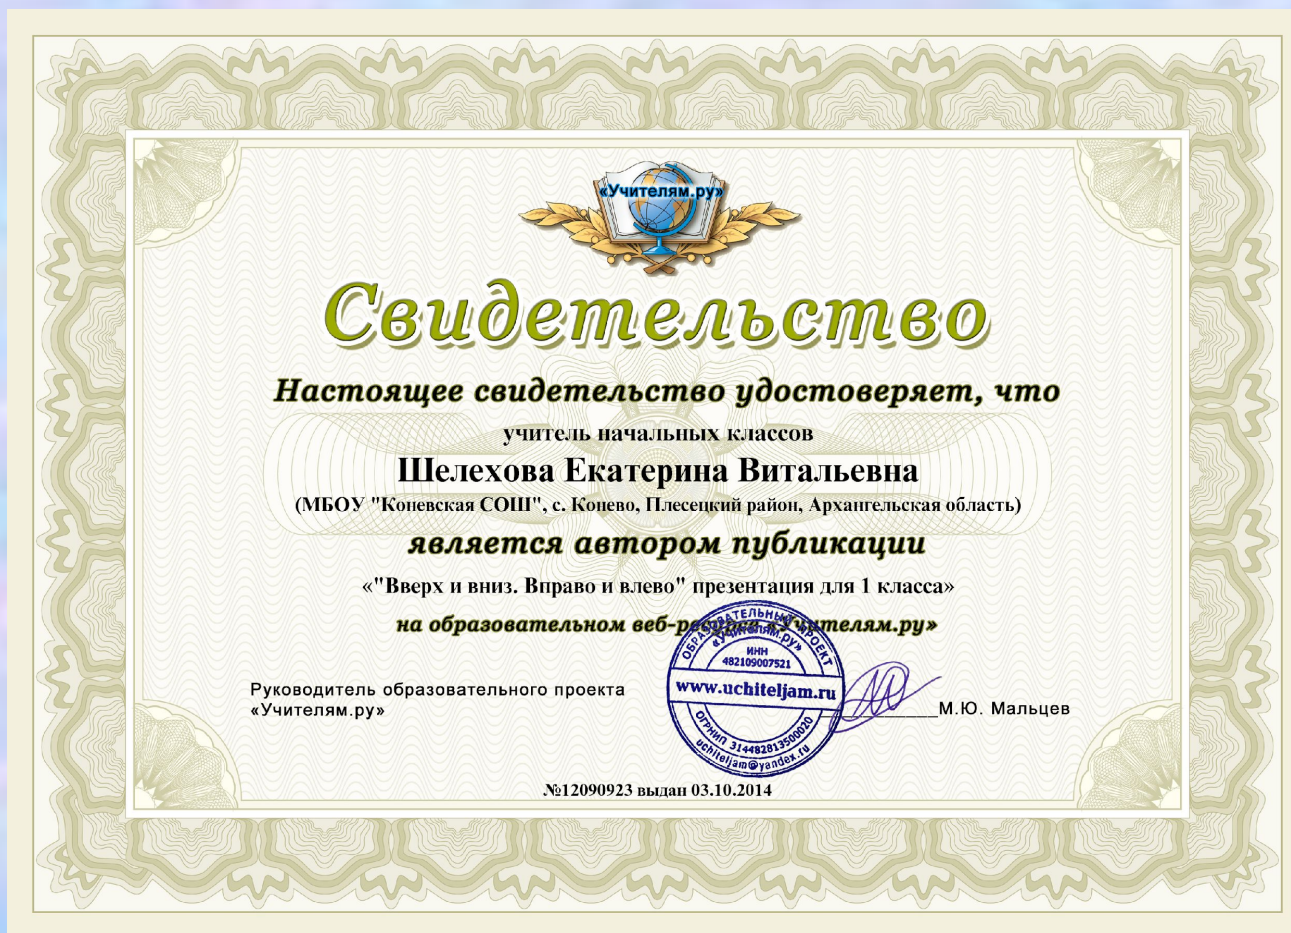 «Учителям.ру»
Свидетельство
Настоящее свидетельство удостоверяет, что
учитель начальных классов
Шелехова Екатерина Витальевна
(МБОУ "Коневская СОШ", с. Конево, Плесецкий район, Архангельская область)
является автором публикации
«"Вверх и вниз. Вправо и влево" презентация для 1 класса»
на образовательном веб-ресурсе «Учителям.ру»
ОБРАЗОВАТЕЛЬНЫЙ ПРОЕКТ
«УЧИТЕЛЯМ.РУ»
ИНН
482109007521
www.uchiteljam.ru
ОГРНИП 314482813500020
uchiteljam@yandex.ru
Руководитель образовательного проекта
«Учителям.ру»
М.Ю. Мальцев
№12090923 выдан 03.10.2014